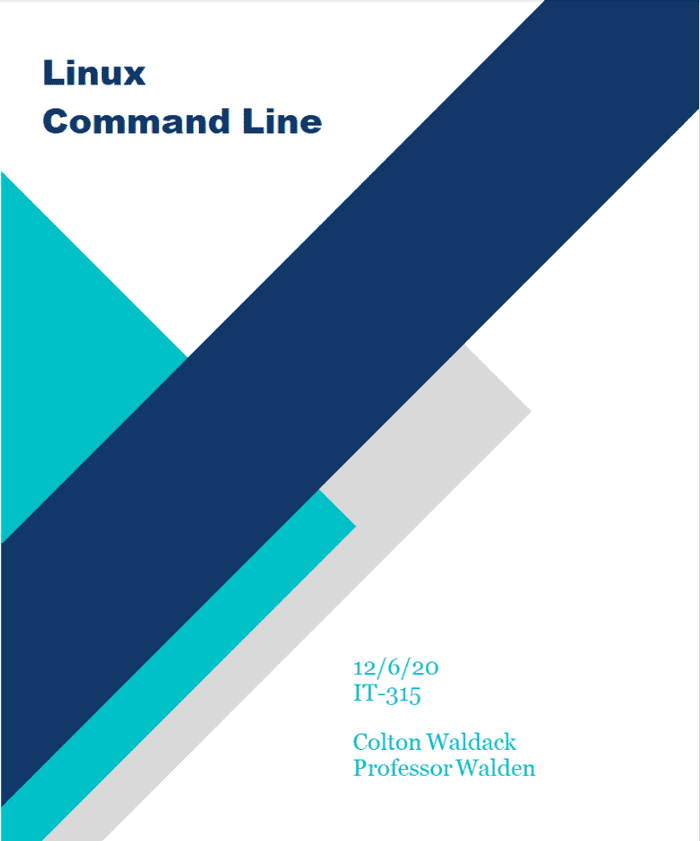 Linux
Command Line
12/6/20
IT-315
Colton Waldack
Professor Walden